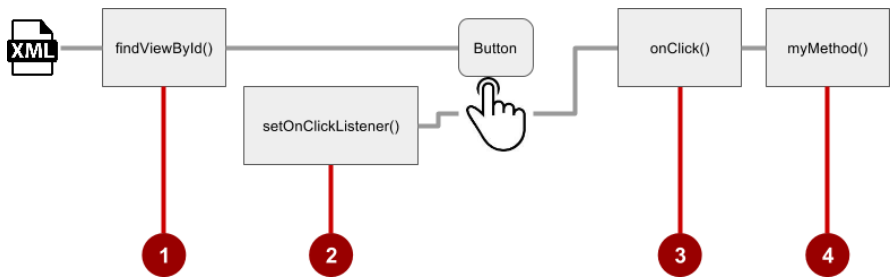 XML
findViewById()
Button
onClick()
myMethod()
setOnClickListener()
1
2
3
4